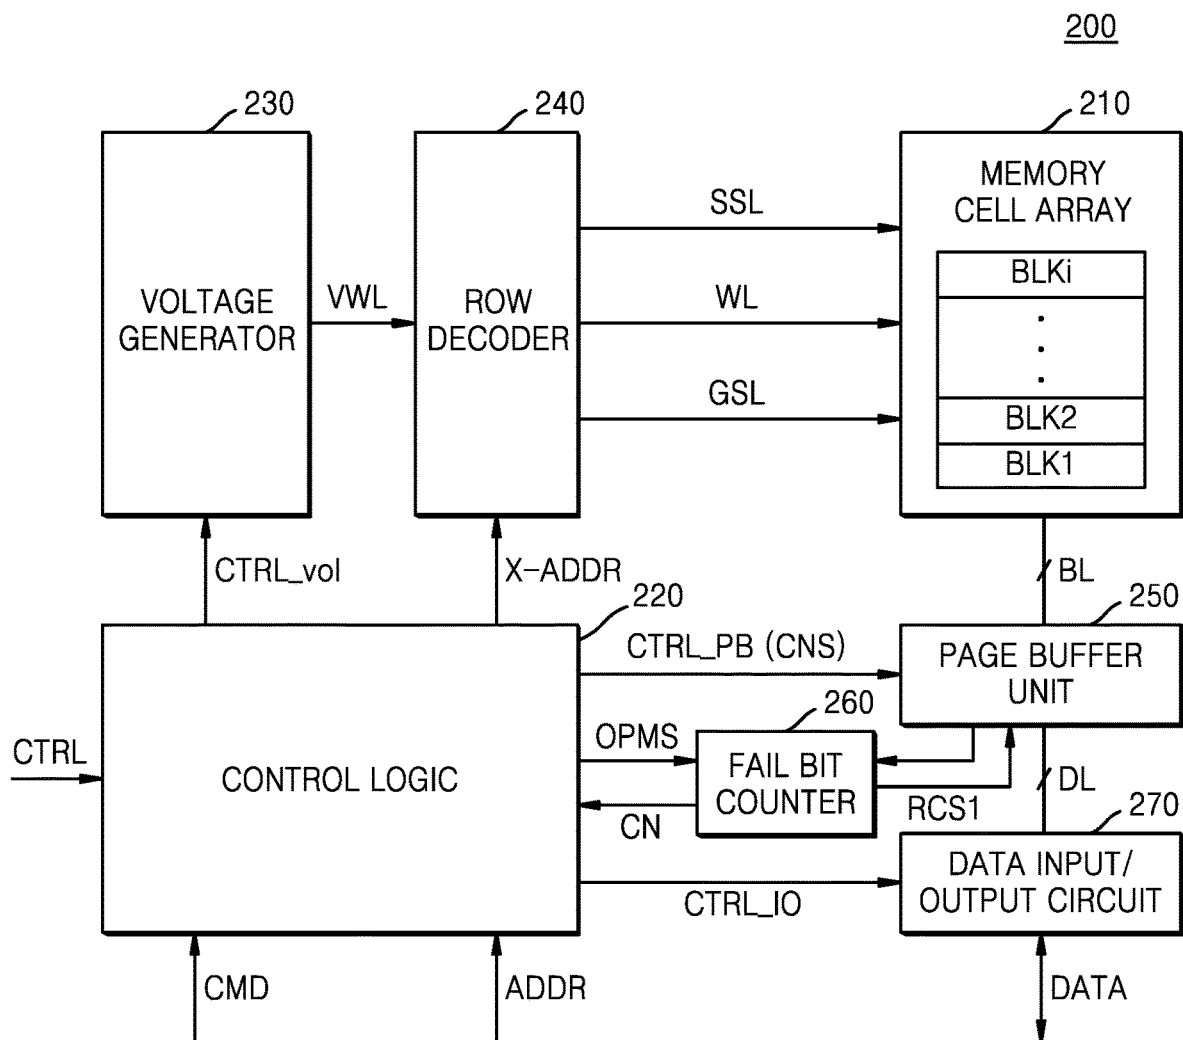 200
230
240
210
VOLTAGE
GENERATOR
VWL
ROW
DECODER
SSL
WL
GSL
MEMORY
CELL ARRAY
BLKi
BLK2
BLK1
CTRL_vol
X-ADDR
BL
220
250
CTRL_PB (CNS)
PAGE BUFFER
UNIT
260
CTRL
CONTROL LOGIC
OPMS
FAIL BIT
COUNTER
CN
RCS1
DL
270
CTRL_IO
DATA INPUT/
OUTPUT CIRCUIT
CMD
ADDR
DATA